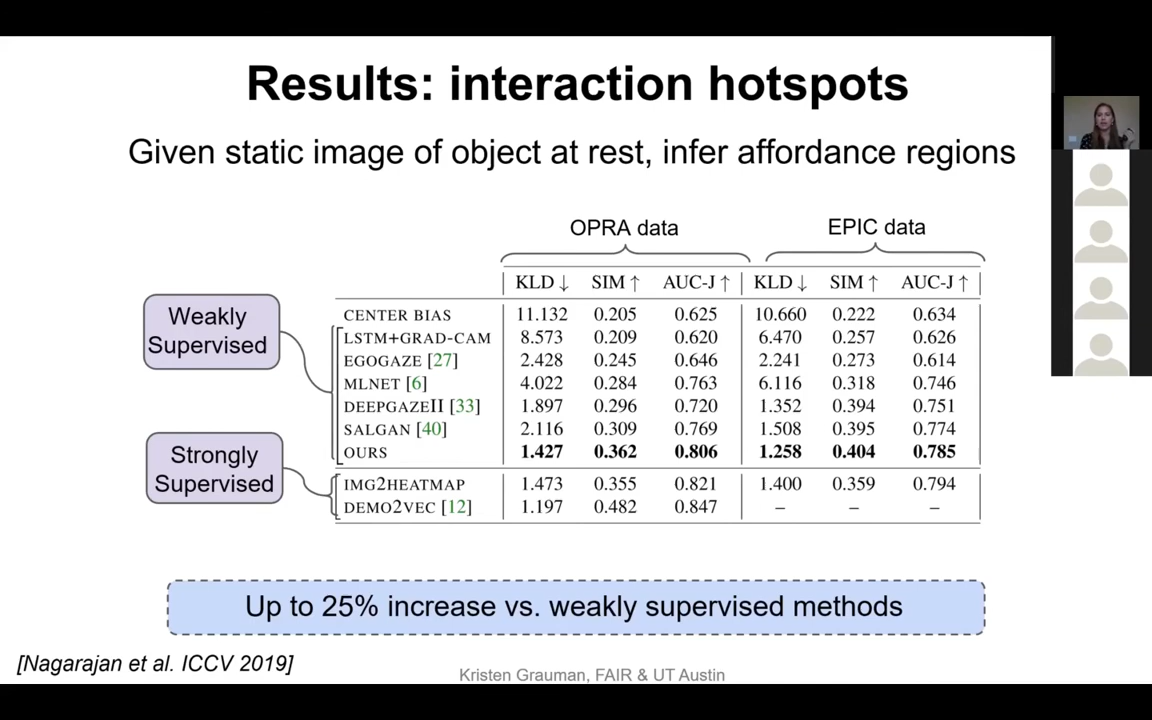 Results: interaction hotspots
Given static image of object at rest, infer affordance regions
OPRA data EPIC data
KLD ↓ SIM ↑ AUC-J ↑ KLD ↓ SIM ↑ AUC-J ↑
Weakly
Supervised
CENTER BIAS 11.132 0.205 0.625 10.660 0.222 0.634
LSTM+GRAD-CAM 8.573 0.209 0.620 6.470 0.257 0.626
EGOGAZE [27] 2.428 0.245 0.646 2.241 0.273 0.614
MLNET [6] 4.022 0.284 0.763 6.116 0.318 0.746
DEEPGAZEII [33] 1.897 0.296 0.720 1.352 0.394 0.751
SALGAN [40] 2.116 0.309 0.769 1.508 0.395 0.774
OURS 1.427 0.362 0.806 1.258 0.404 0.785
Strongly
Supervised
IMG2HEATMAP 1.473 0.355 0.821 1.400 0.359 0.794
DEMO2VEC [12] 1.197 0.482 0.847 – – –
Up to 25% increase vs. weakly supervised methods
[Nagarajan et al. ICCV 2019]
Kristen Grauman, FAIR & UT Austin